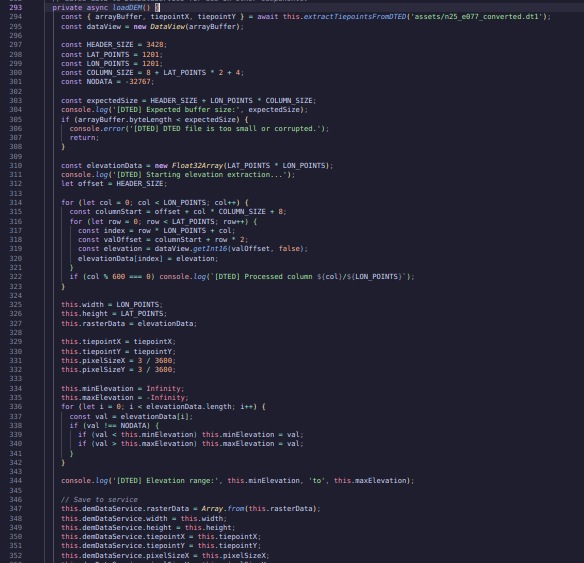 293 private async loadDEM() {
294 const { arrayBuffer, tiepointX, tiepointY } = await this.extractTiepointsFromDTED('assets/n25_e077_converted.dt1');
295 const dataView = new DataView(arrayBuffer);
296
297 const HEADER_SIZE = 3428;
298 const LAT_POINTS = 1201;
299 const LON_POINTS = 1201;
300 const COLUMN_SIZE = 8 + LAT_POINTS * 2 + 4;
301 const NODATA = -32767;
302
303 const expectedSize = HEADER_SIZE + LON_POINTS * COLUMN_SIZE;
304 console.log('[DTED] Expected buffer size:', expectedSize);
305 if (arrayBuffer.byteLength < expectedSize) {
306 console.error('[DTED] DTED file is too small or corrupted.');
307 return;
308 }
309
310 const elevationData = new Float32Array(LAT_POINTS * LON_POINTS);
311 console.log('[DTED] Starting elevation extraction...');
312 let offset = HEADER_SIZE;
313
314 for (let col = 0; col < LON_POINTS; col++) {
315 const columnStart = offset + col * COLUMN_SIZE + 8;
316 for (let row = 0; row < LAT_POINTS; row++) {
317 const index = row * LON_POINTS + col;
318 const valOffset = columnStart + row * 2;
319 const elevation = dataView.getInt16(valOffset, false);
320 elevationData[index] = elevation;
321 }
322 if (col % 600 === 0) console.log(`[DTED] Processed column ${col}/${LON_POINTS}`);
323 }
324
325 this.width = LON_POINTS;
326 this.height = LAT_POINTS;
327 this.rasterData = elevationData;
328
329 this.tiepointX = tiepointX;
330 this.tiepointY = tiepointY;
331 this.pixelSizeX = 3 / 3600;
332 this.pixelSizeY = 3 / 3600;
333
334 this.minElevation = Infinity;
335 this.maxElevation = -Infinity;
336 for (let i = 0; i < elevationData.length; i++) {
337 const val = elevationData[i];
338 if (val !== NODATA) {
339 if (val < this.minElevation) this.minElevation = val;
340 if (val > this.maxElevation) this.maxElevation = val;
341 }
342 }
343
344 console.log('[DTED] Elevation range:', this.minElevation, 'to', this.maxElevation);
345
346 // Save to service
347 this.demDataService.rasterData = Array.from(this.rasterData);
348 this.demDataService.width = this.width;
349 this.demDataService.height = this.height;
350 this.demDataService.tiepointX = this.tiepointX;
351 this.demDataService.tiepointY = this.tiepointY;
352 this.demDataService.pixelSizeX = this.pixelSizeX;